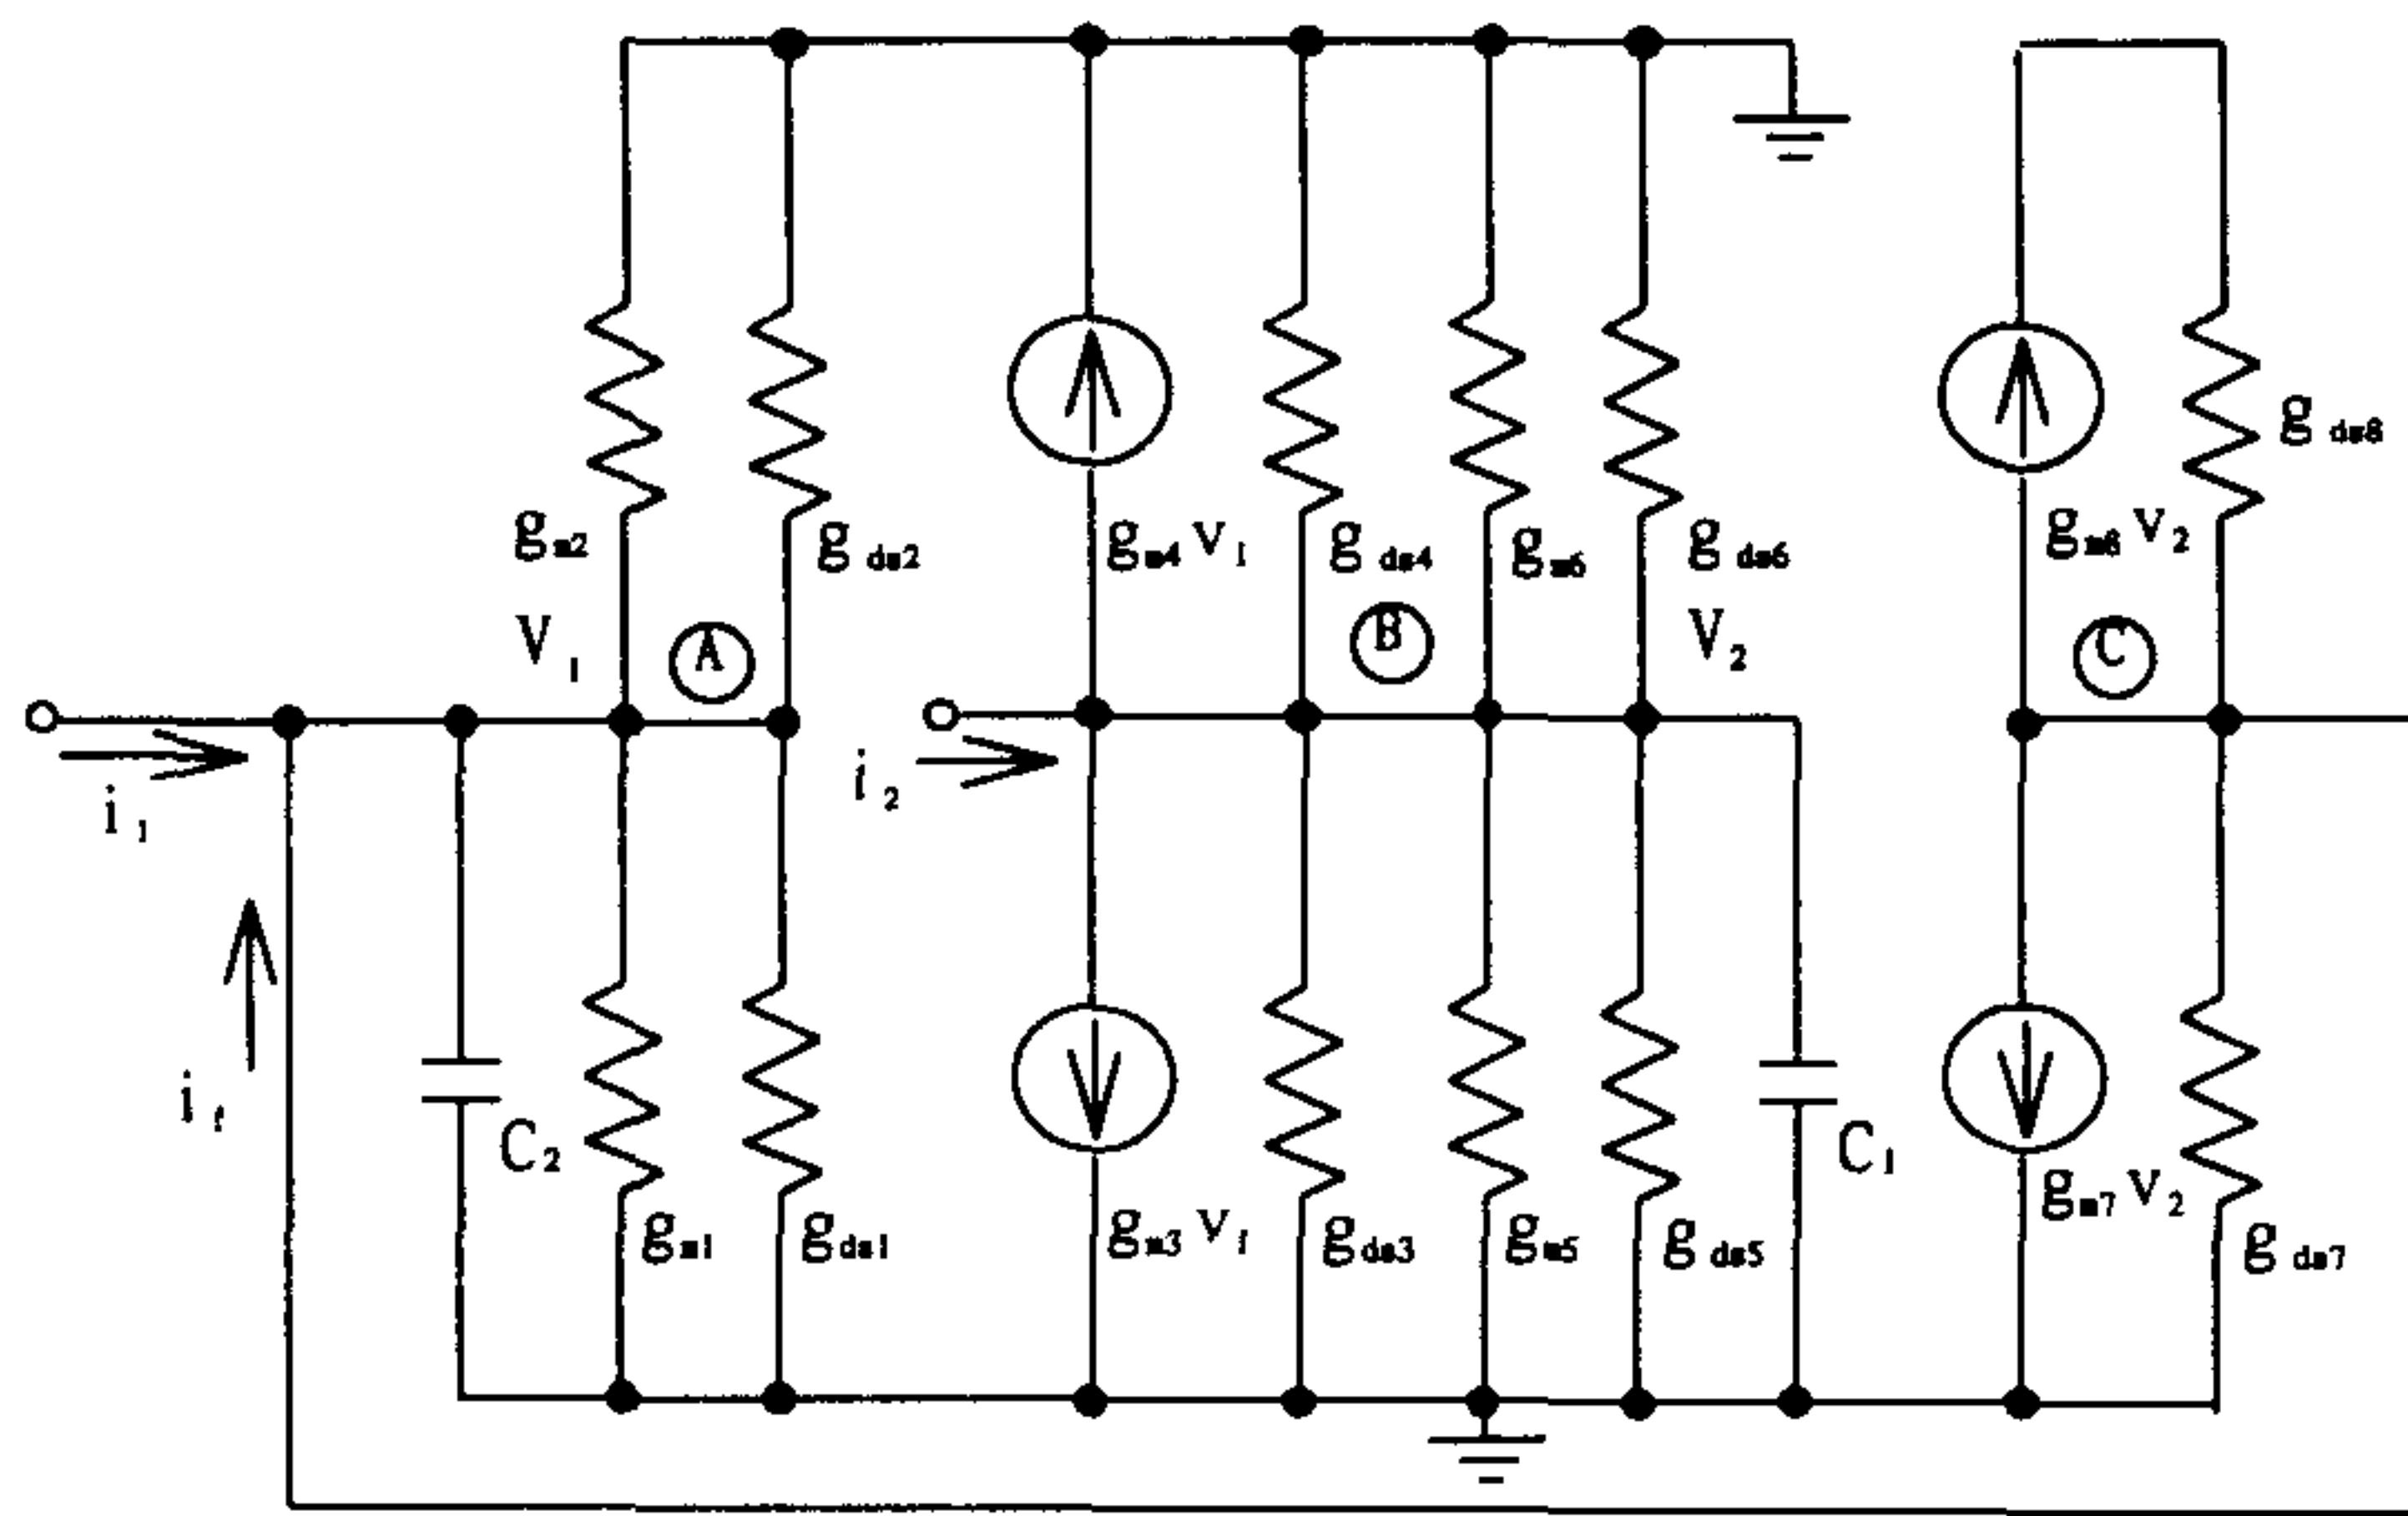 g ds8
g m2
g ds2
g m4 v 1
g ds4
g m6
g ds6
g m8 v 2
V 1
A
B
V 2
C
i 1
i 2
i f
C 2
C 1
g m1
g ds1
g m3 v 1
g ds3
g m5
g ds5
g m7 v 2
g ds7